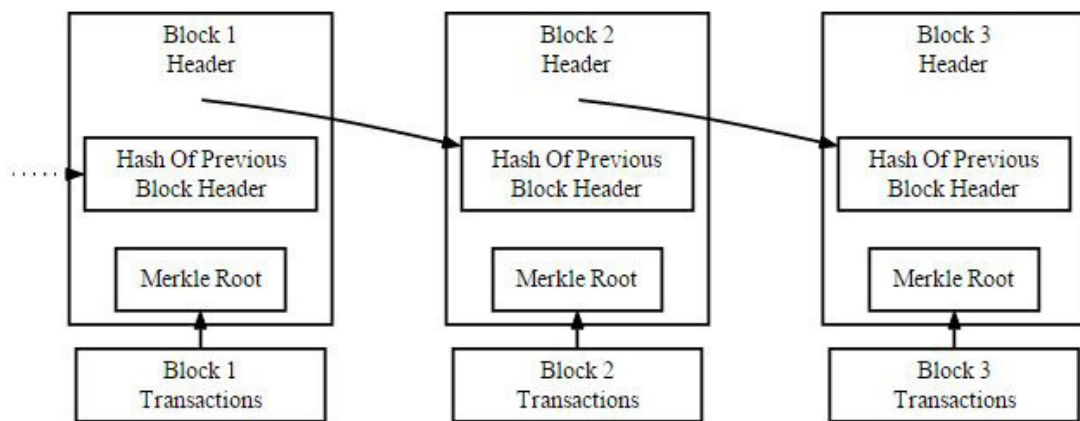 Block 1
Header
Hash Of Previous
Block Header
Merkle Root
Block 1
Transactions
Block 2
Header
Hash Of Previous
Block Header
Merkle Root
Block 2
Transactions
Block 3
Header
Hash Of Previous
Block Header
Merkle Root
Block 3
Transactions